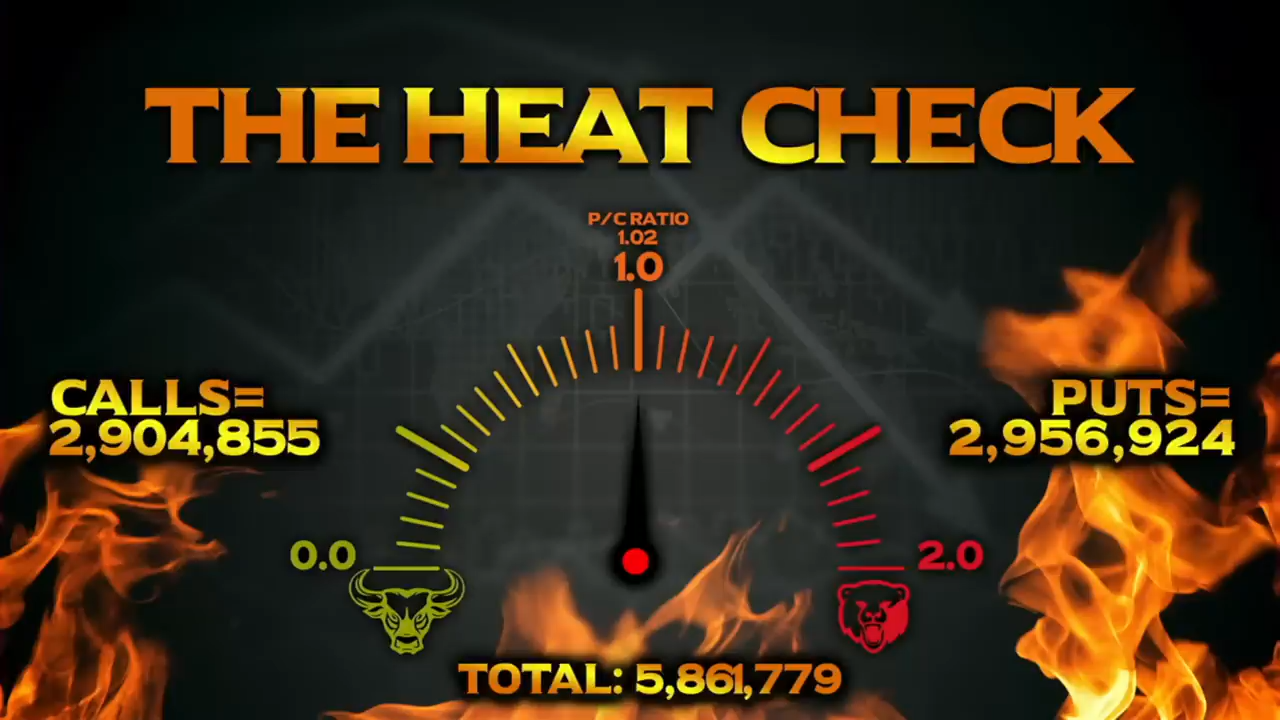 THE HEAT CHECK
P/C RATIO
1.02
1.0
CALLS=
2,904,855
PUTS=
2,956,924
0.0
2.0
TOTAL: 5,861,779